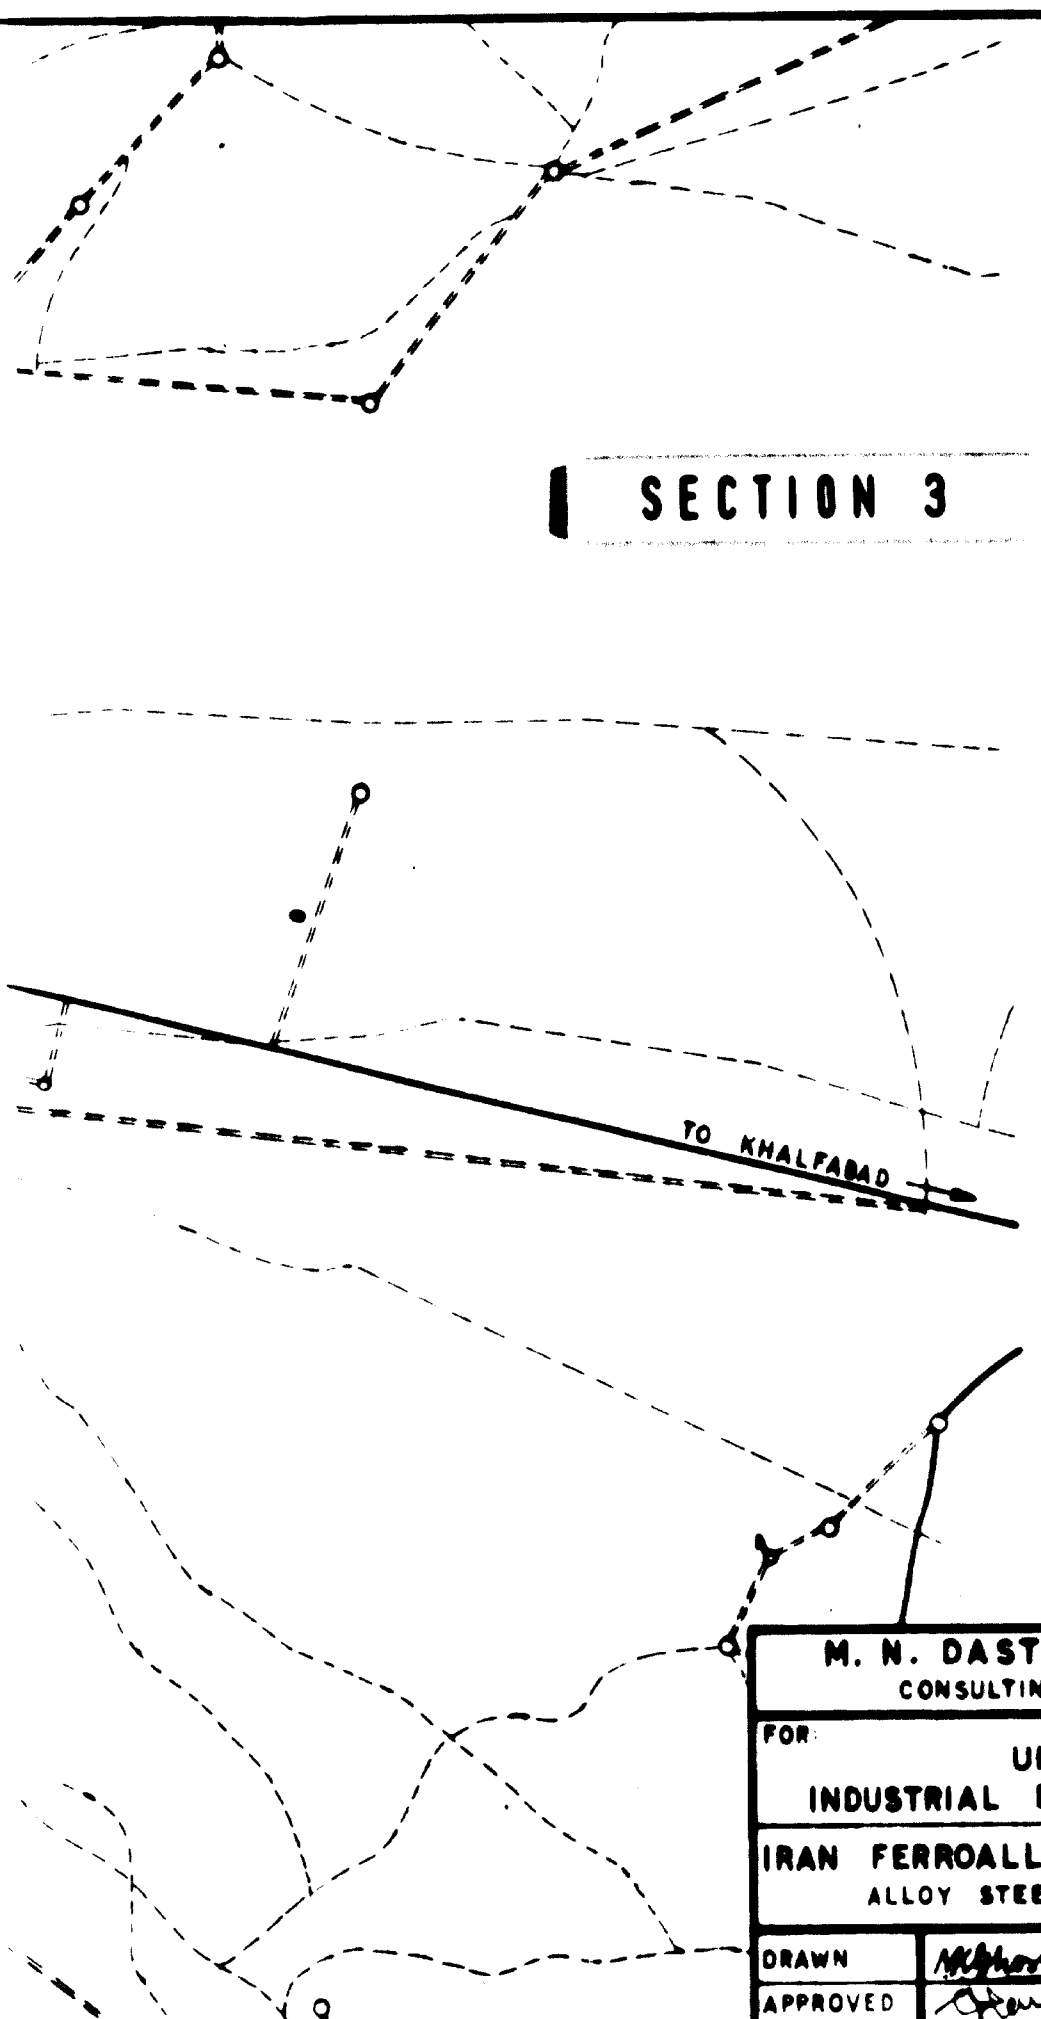 SECTION 3
TO KHALFABAD
M. N. DAST
CONSULTIN
FOR:
INDUSTRIAL
IRAN FERROALL
ALLOY STEE
DRAWN
APPROVED